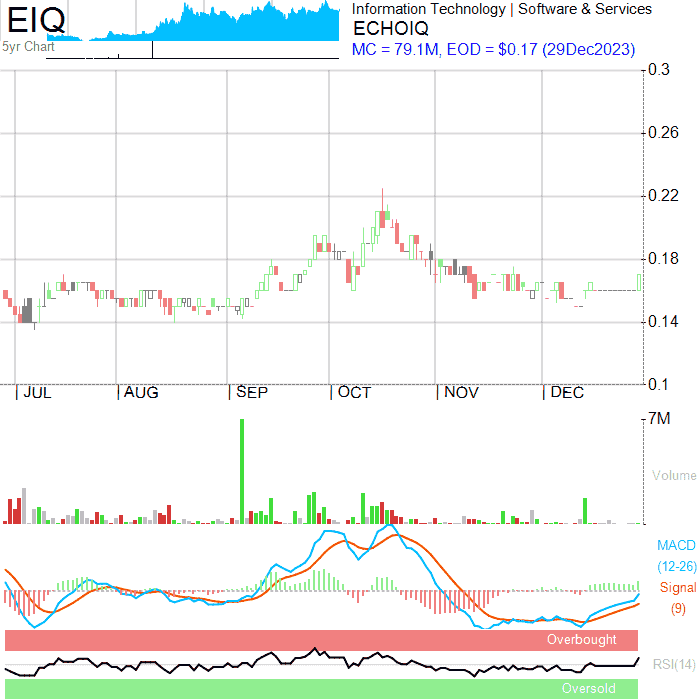 EIQ
5yr Chart
Information Technology | Software & Services
ECHOIQ
MC = 79.1M, EOD = $0.17 (29Dec2023)
0.3
0.26
0.22
0.18
0.14
0.1
| JUL | AUG | SEP | OCT | NOV | DEC
7M
Volume
MACD
(12-26)
Signal
(9)
Overbought
RSI(14)
Oversold